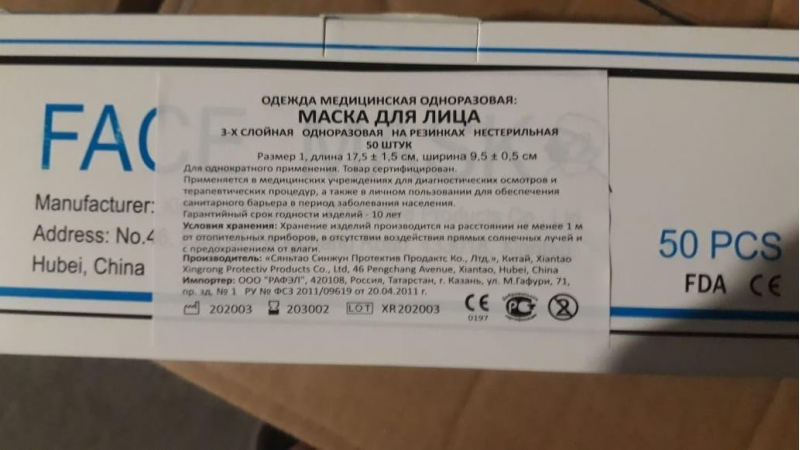 ОДЕЖДА МЕДИЦИНСКАЯ ОДНОРАЗОВАЯ:
МАСКА ДЛЯ ЛИЦА
3-Х СЛОЙНАЯ ОДНОРАЗОВАЯ НА РЕЗИНКАХ НЕСТЕРИЛЬНАЯ
50 ШТУК
Размер 1, длина 17,5 ± 1,5 см, ширина 9,5 ± 0,5 см
Для однократного применения. Товар сертифицирован.
Применяется в медицинских учреждениях для диагностических осмотров и
терапевтических процедур, а также в личном пользовании для обеспечения
санитарного барьера в период заболевания населения.
Гарантийный срок годности изделий - 10 лет
Условия хранения: Хранение изделий производится на расстоянии не менее 1 м
от отопительных приборов, в отсутствии воздействия прямых солнечных лучей и
с предохранением от влаги.
Производитель: «Сяньтао Синжун Протектив Продактс Ко., Лтд.», Китай, Xiantao
Xingrong Protectiv Products Co., Ltd, 46 Pengchang Avenue, Xiantao, Hubei, China
Импортер: ООО "РАФЭЛ", 420108, Россия, Татарстан, г. Казань, ул. М.Гафури, 71,
пр. зд. № 1 РУ № ФСЗ 2011/09619 от 20.04.2011 г.
202003 203002 LOT XR202003 CE
0197
FAC
Manufacturer:
Address: No.4
Hubei, China
50 PCS
FDA CE